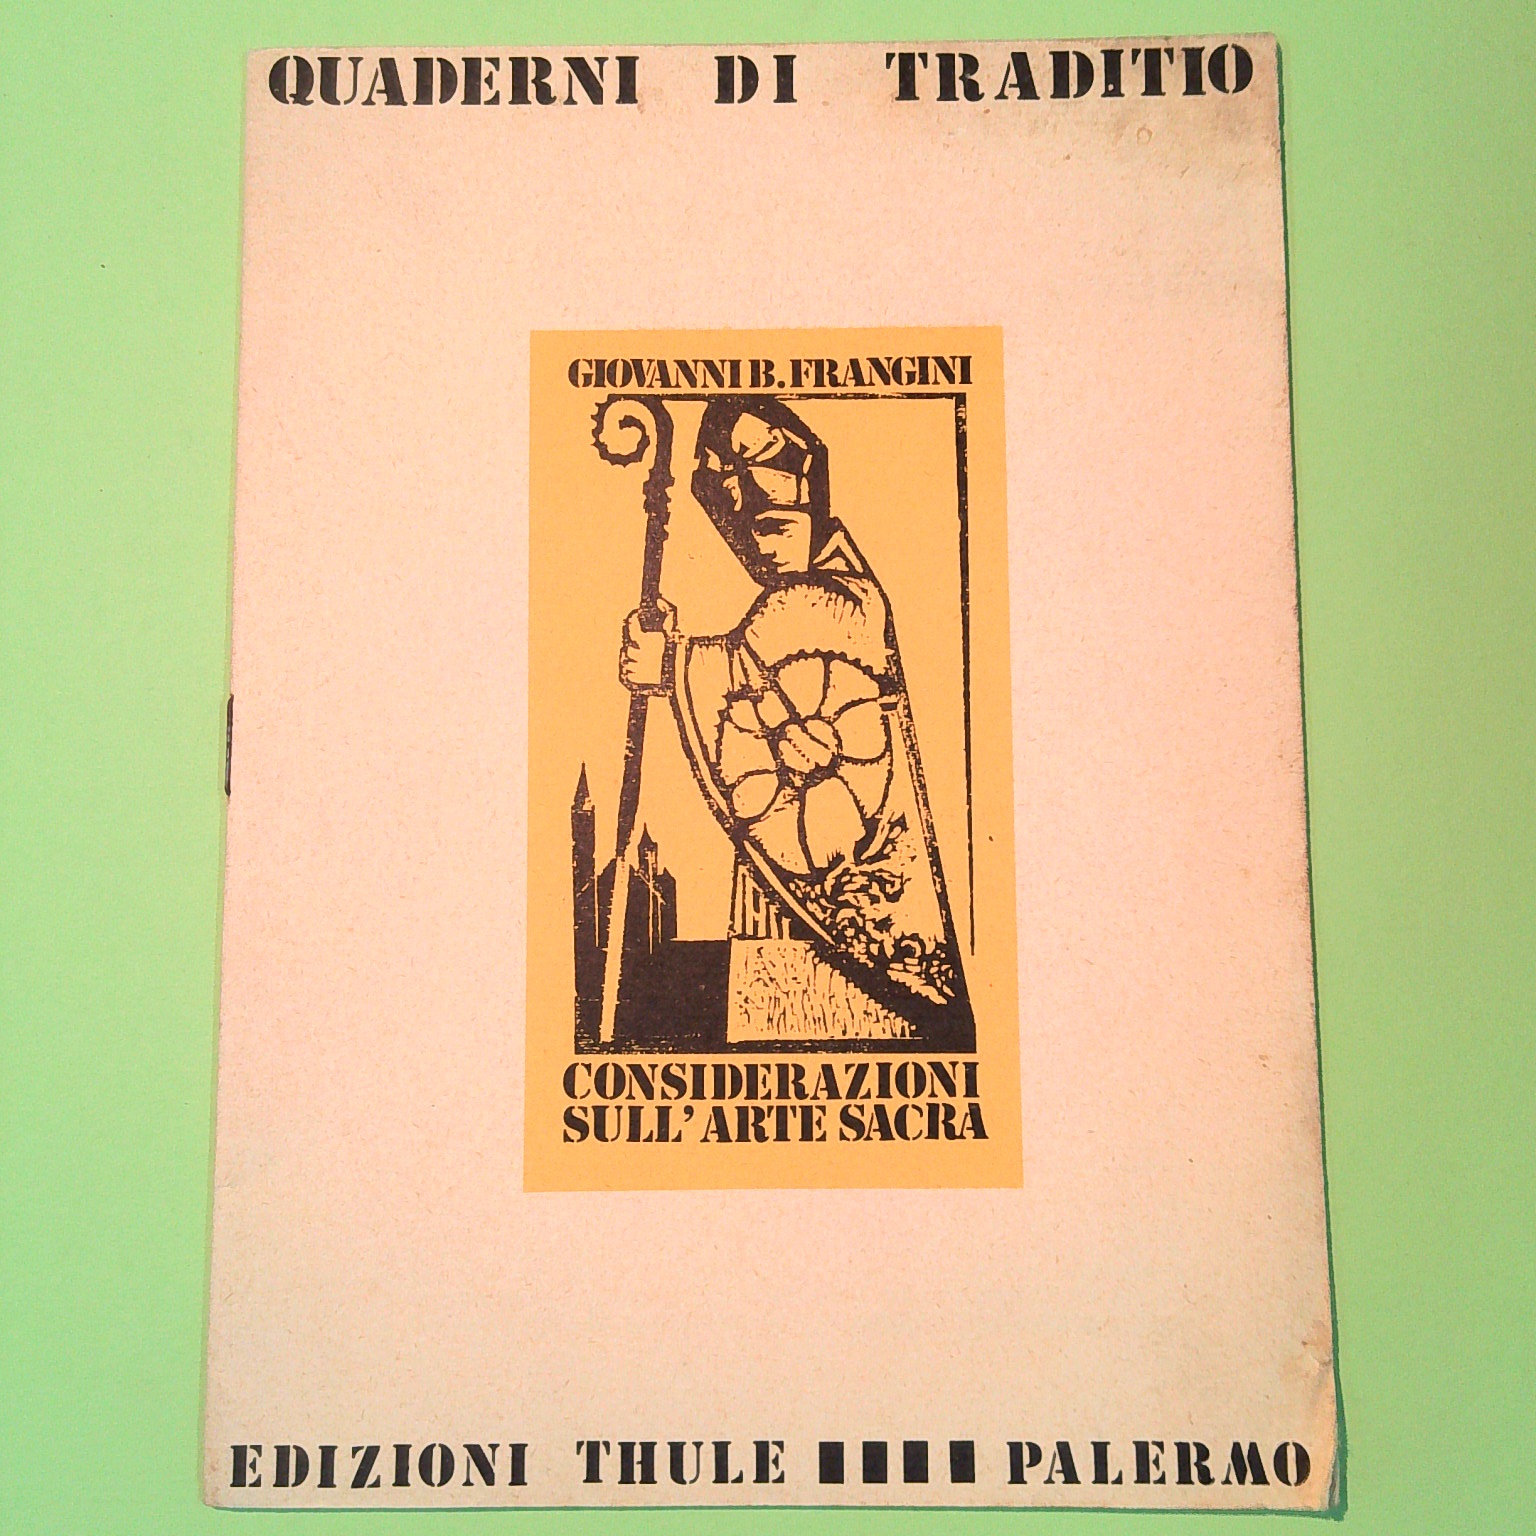 QUADERNI DI TRADITIO
GIOVANNI B. FRANGINI
CONSIDERAZIONI
SULL'ARTE SACRA
EDIZIONI THULE PALERMO